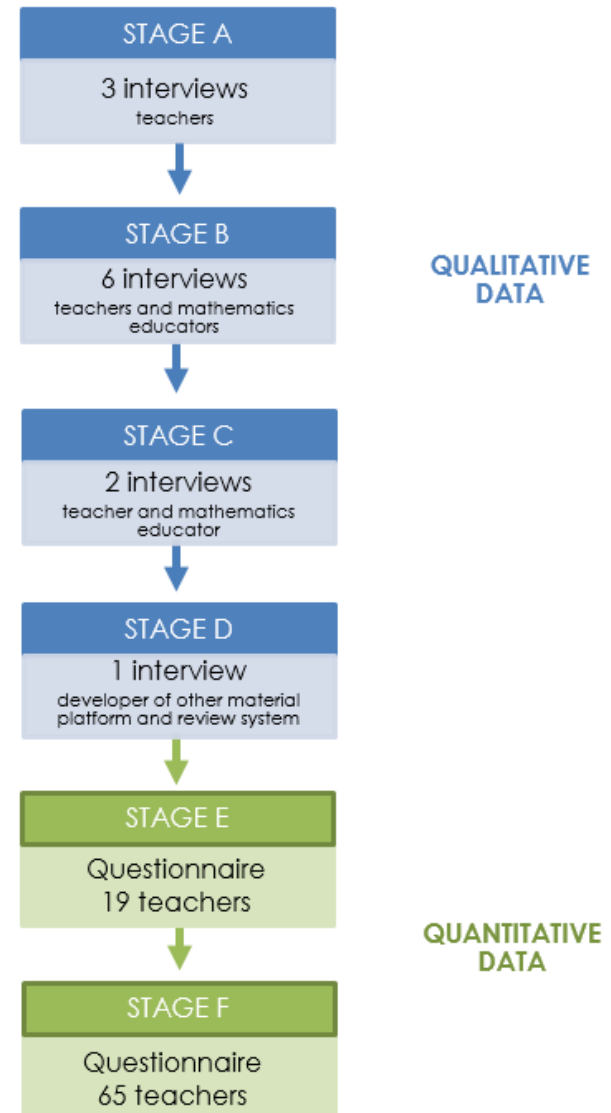 STAGE A
3 interviews
teachers
STAGE B
6 interviews
teachers and mathematics
educators
QUALITATIVE
DATA
STAGE C
2 interviews
teacher and mathematics
educator
STAGE D
1 interview
developer of other material
platform and review system
STAGE E
Questionnaire
19 teachers
QUANTITATIVE
DATA
STAGE F
Questionnaire
65 teachers